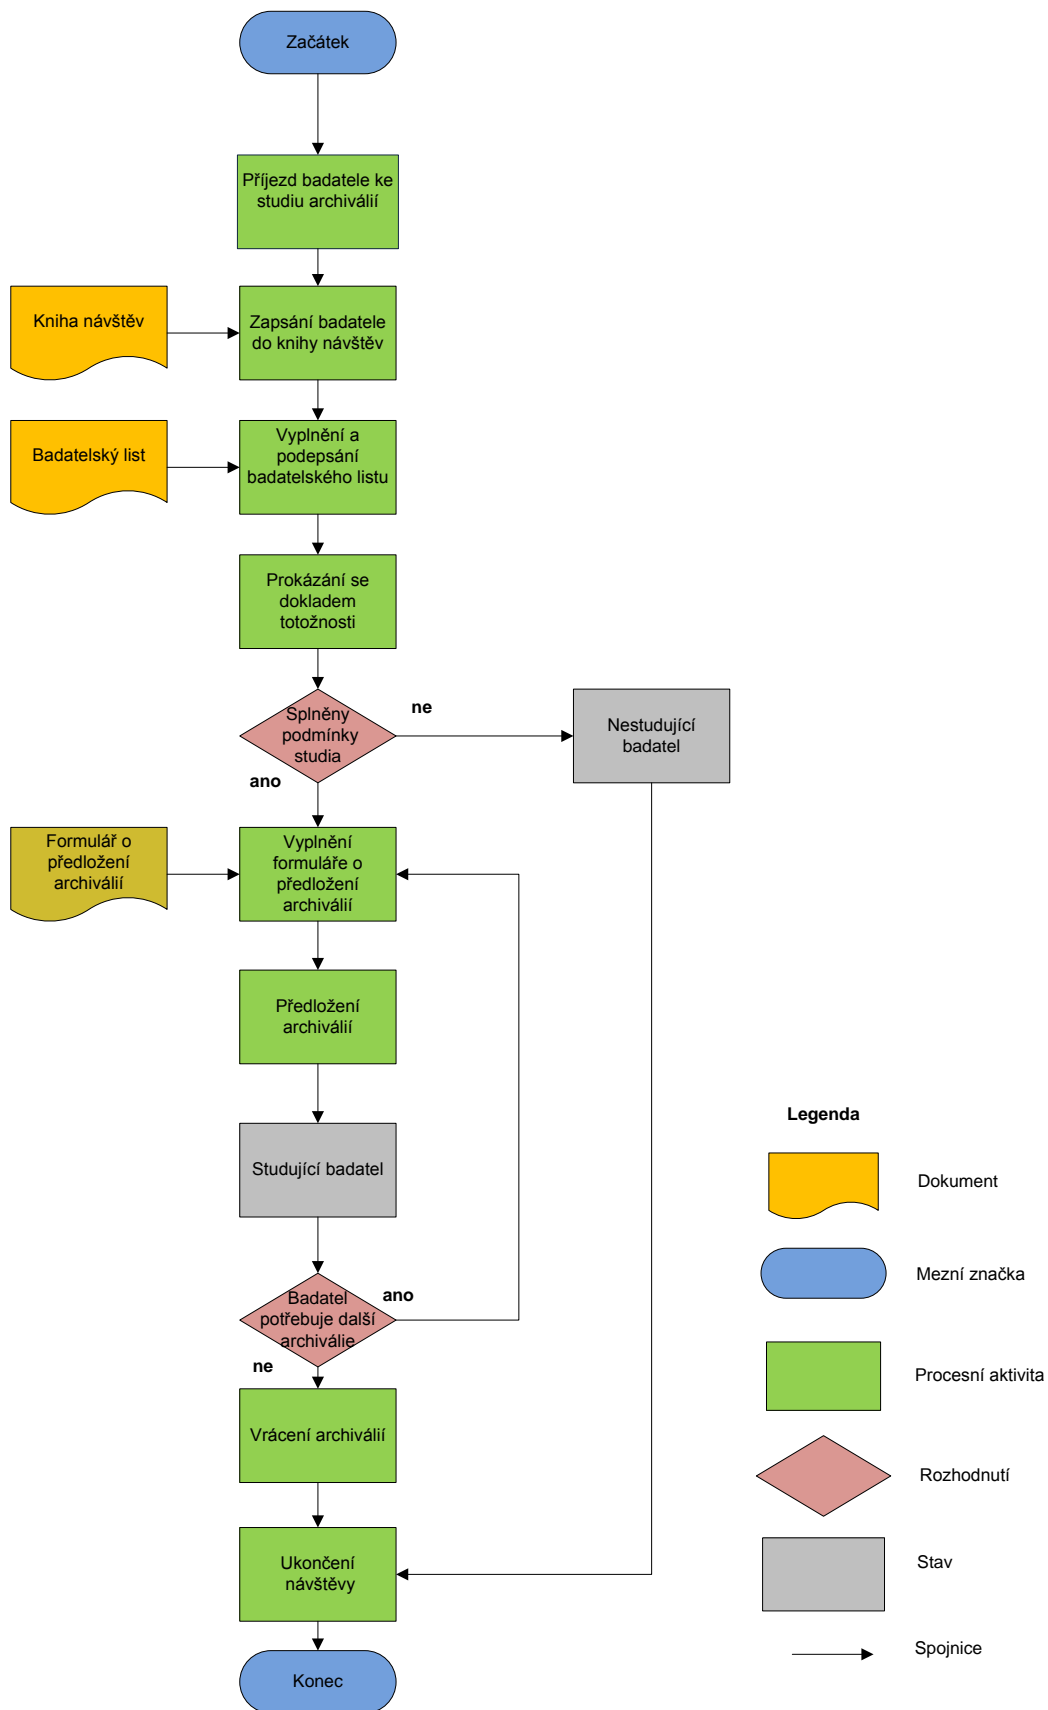 Začátek
Příjezd badatele ke
studiu archiválií
Kniha návštěv
Zapsání badatele
do knihy návštěv
Badatelský list
Vyplnění a
podepsání
badatelského listu
Prokázání se
dokladem
totožnosti
Splněny
podmínky
studia
ne
ano
Nestudující
badatel
Formulář o
předložení
archiválií
Vyplnění
formuláře o
předložení
archiválií
Předložení
archiválií
Studující badatel
Badatel
potřebuje další
archiválie
ano
ne
Vrácení archiválií
Ukončení
návštěvy
Konec
Legenda
Dokument
Mezní značka
Procesní aktivita
Rozhodnutí
Stav
Spojnice